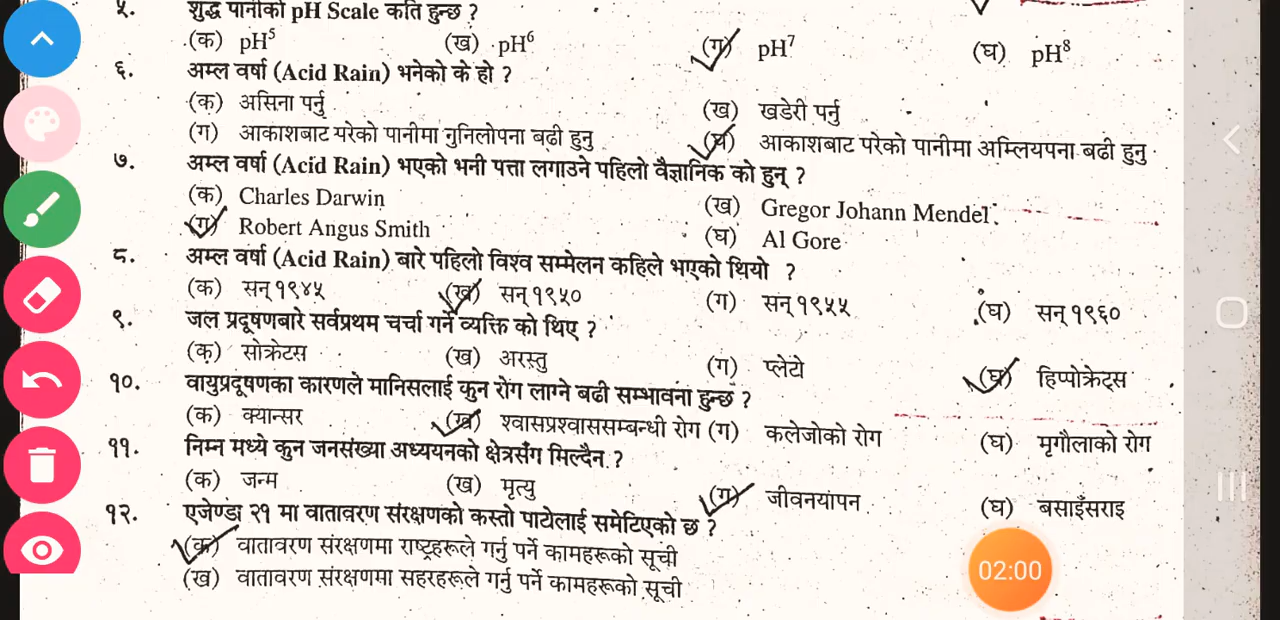 ५. शुद्ध पानीको pH Scale कति हुन्छ ?
(क) pH⁵ (ख) pH⁶ (ग) pH⁷ (घ) pH⁸
६. अम्ल वर्षा (Acid Rain) भनेको के हो ?
(क) असिना पर्नु (ख) खडेरी पर्नु
(ग) आकाशबाट परेको पानीमा नुनिलोपना बढी हुनु (घ) आकाशबाट परेको पानीमा अम्लियपना बढी हुनु
७. अम्ल वर्षा (Acid Rain) भएको भनी पत्ता लगाउने पहिलो वैज्ञानिक को हुन् ?
(क) Charles Darwin (ख) Gregor Johann Mendel
(ग) Robert Angus Smith (घ) Al Gore
८. अम्ल वर्षा (Acid Rain) बारे पहिलो विश्व सम्मेलन कहिले भएको थियो ?
(क) सन् १९४५ (ख) सन् १९५० (ग) सन् १९५५ (घ) सन् १९६०
९. जल प्रदूषणबारे सर्वप्रथम चर्चा गर्ने व्यक्ति को थिए ?
(क) सोक्रेटस (ख) अरस्तु (ग) प्लेटो (घ) हिप्पोक्रेट्स
१०. वायुप्रदूषणका कारणले मानिसलाई कुन रोग लाग्ने बढी सम्भावना हुन्छ ?
(क) क्यान्सर (ख) श्वासप्रश्वाससम्बन्धी रोग (ग) कलेजोको रोग (घ) मृगौलाको रोग
११. निम्न मध्ये कुन जनसंख्या अध्ययनको क्षेत्रसँग मिल्दैन ?
(क) जन्म (ख) मृत्यु (ग) जीवनयापन (घ) बसाइँसराइ
१२. एजेण्डा २१ मा वातावरण संरक्षणको कस्तो पाटोलाई समेटिएको छ ?
(क) वातावरण संरक्षणमा राष्ट्रहरूले गर्नु पर्ने कामहरूको सूची
(ख) वातावरण संरक्षणमा सहरहरूले गर्नु पर्ने कामहरूको सूची
02:00